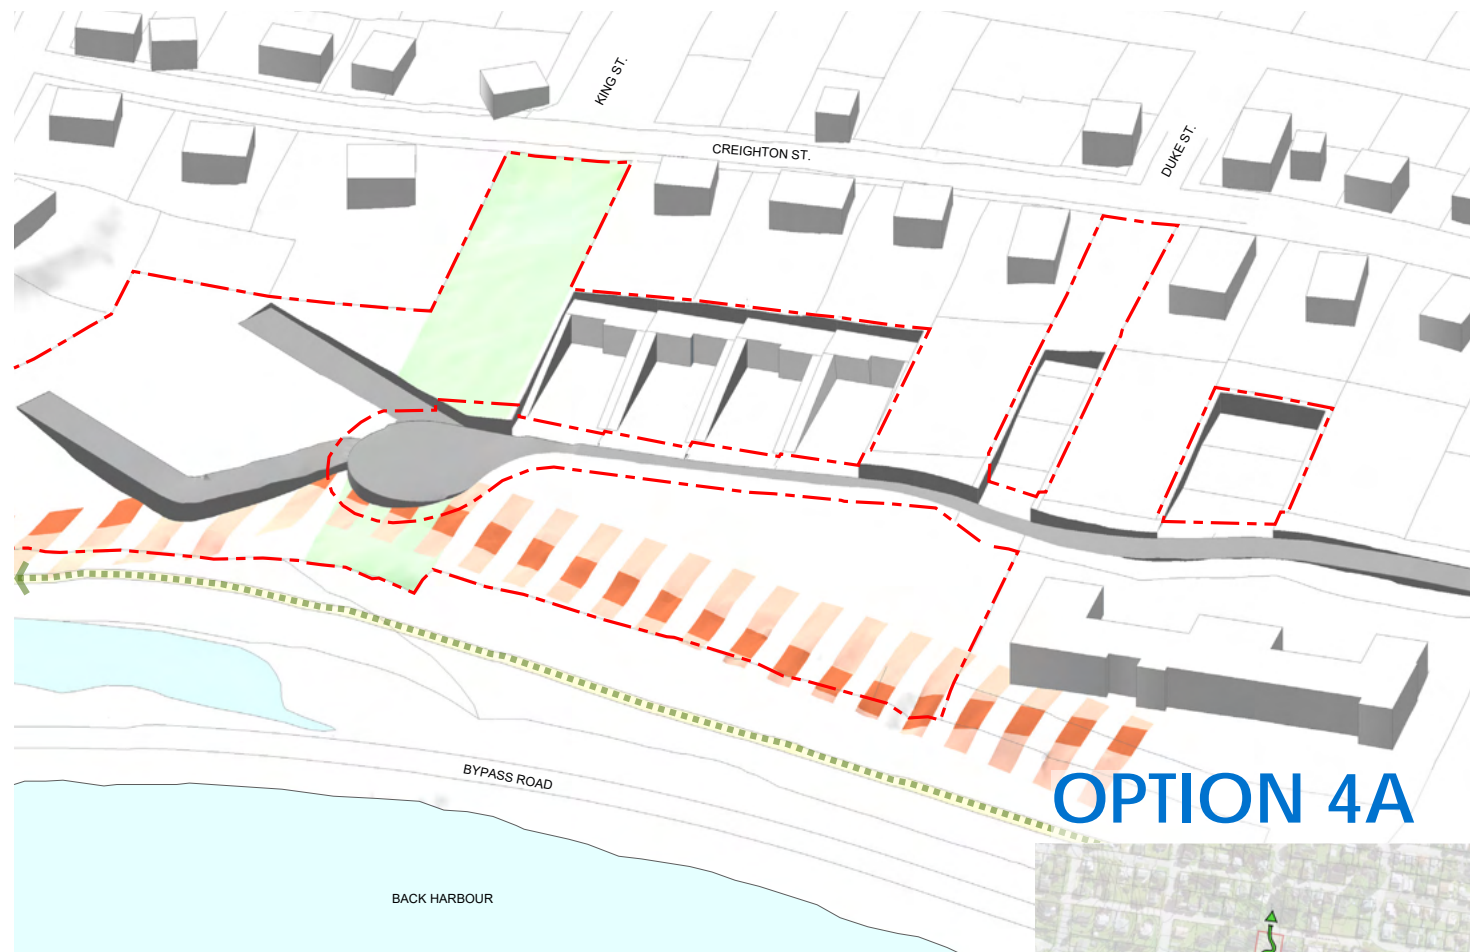 KING ST.
CREIGHTON ST.
DUKE ST.
BYPASS ROAD
OPTION 4A
BACK HARBOUR